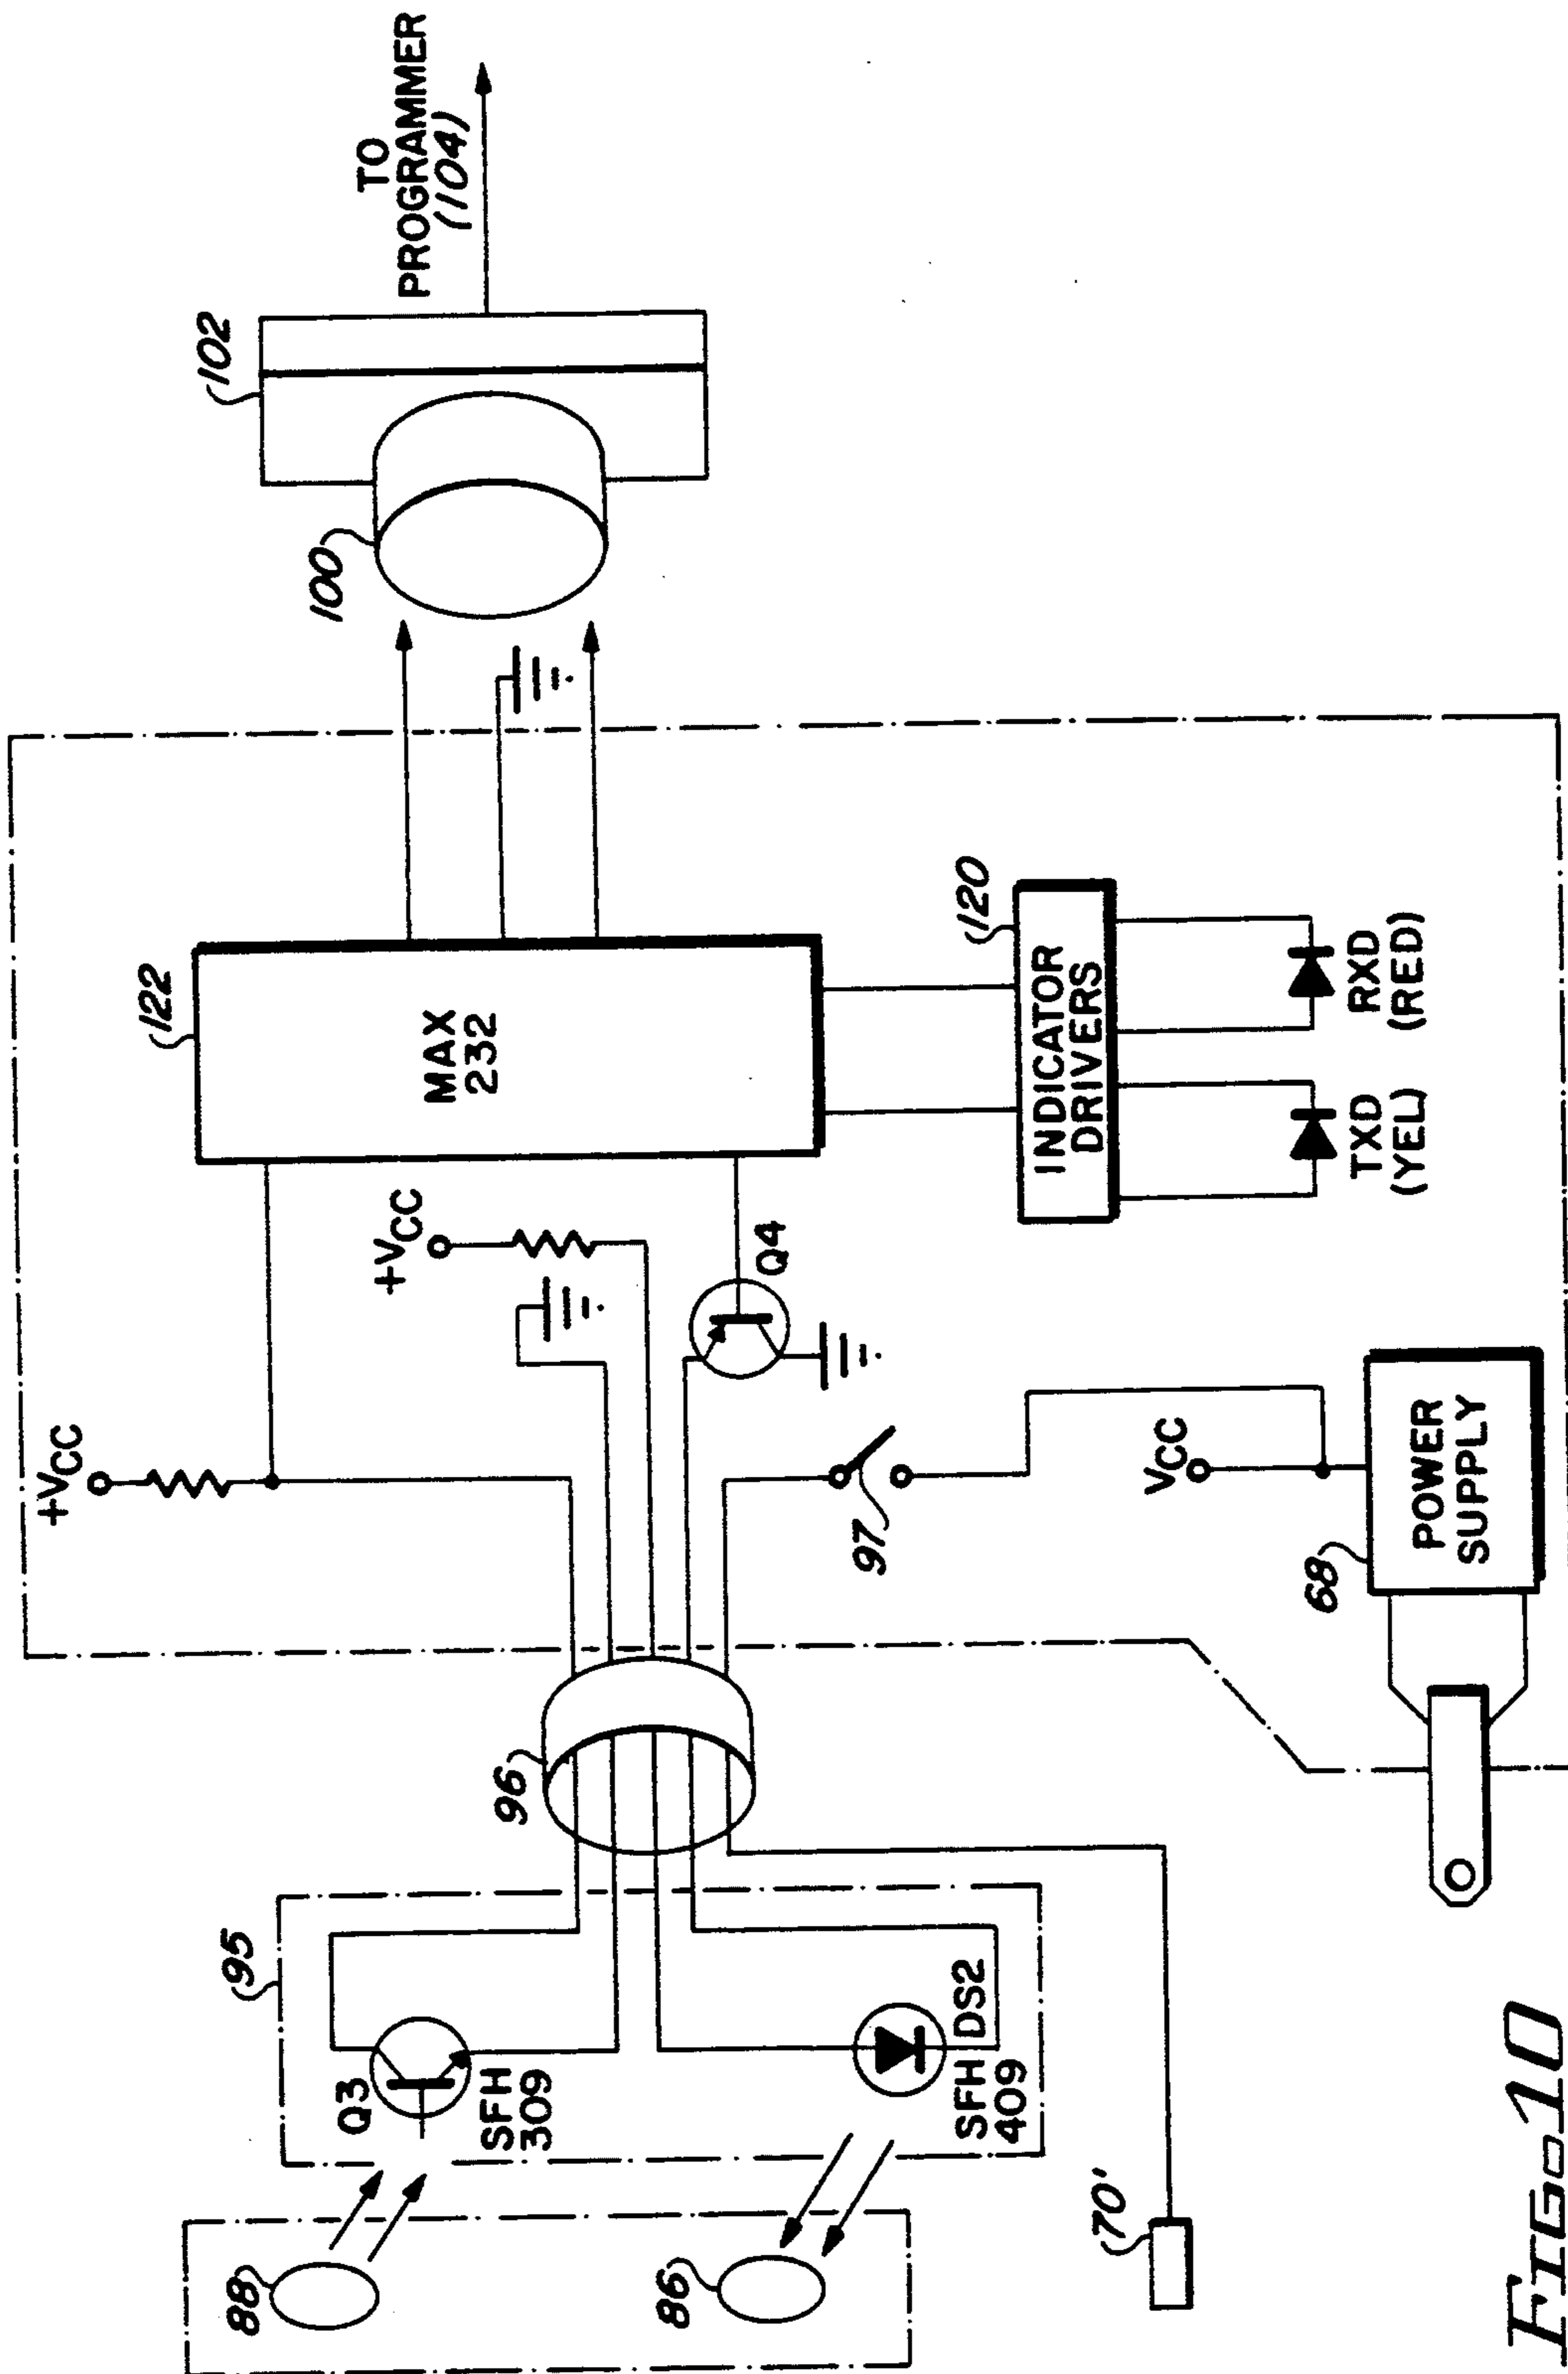 88
86
70'
95
Q3
SFH
309
SFH DS2
409
96
+VCC
+VCC
Q4
97
VCC
68
POWER
SUPPLY
122
MAX
232
120
INDICATOR
DRIVERS
TXD
(YEL)
RXD
(RED)
100
102
TO
PROGRAMMER
(104)
FIG. 10